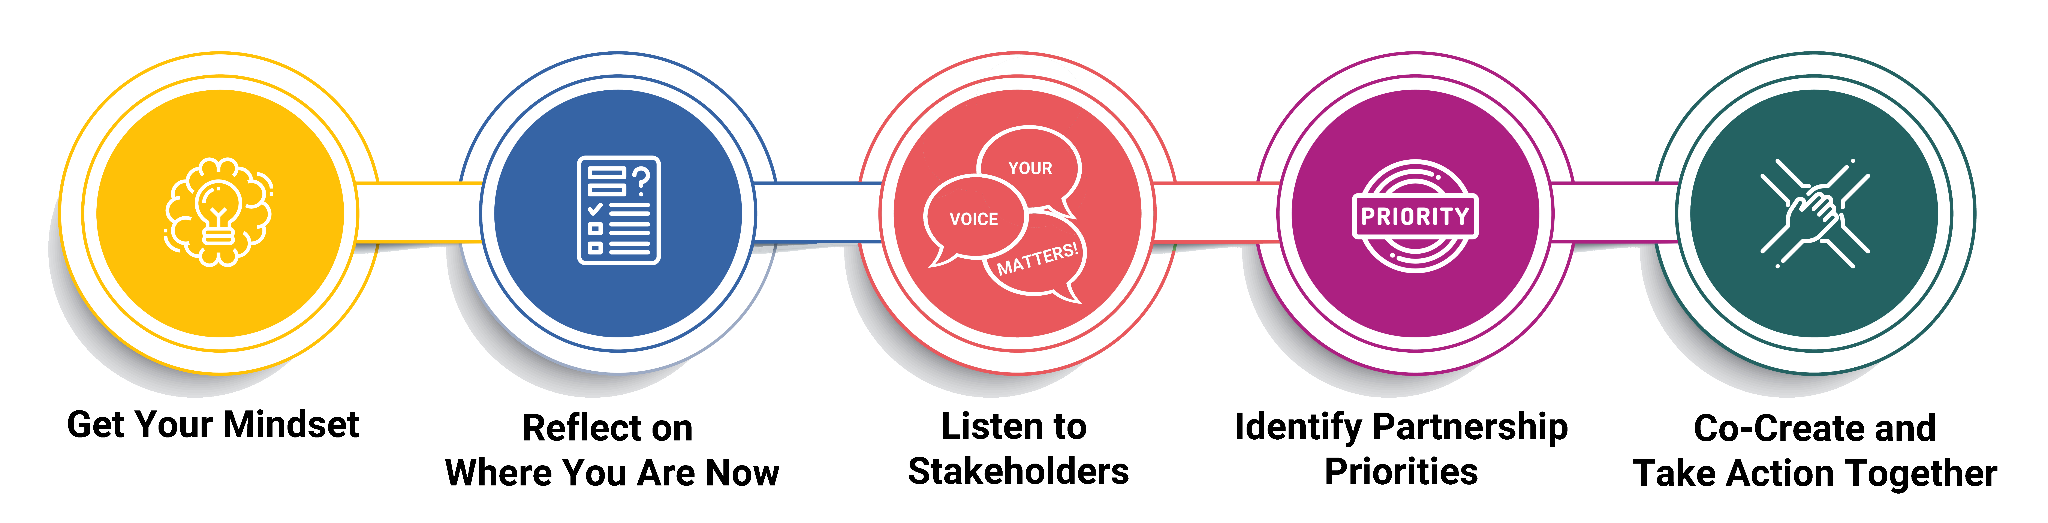 YOUR
VOICE
MATTERS!
?
PRIORITY
Get Your Mindset
Reflect on
Where You Are Now
Listen to
Stakeholders
Identify Partnership
Priorities
Co-Create and
Take Action Together